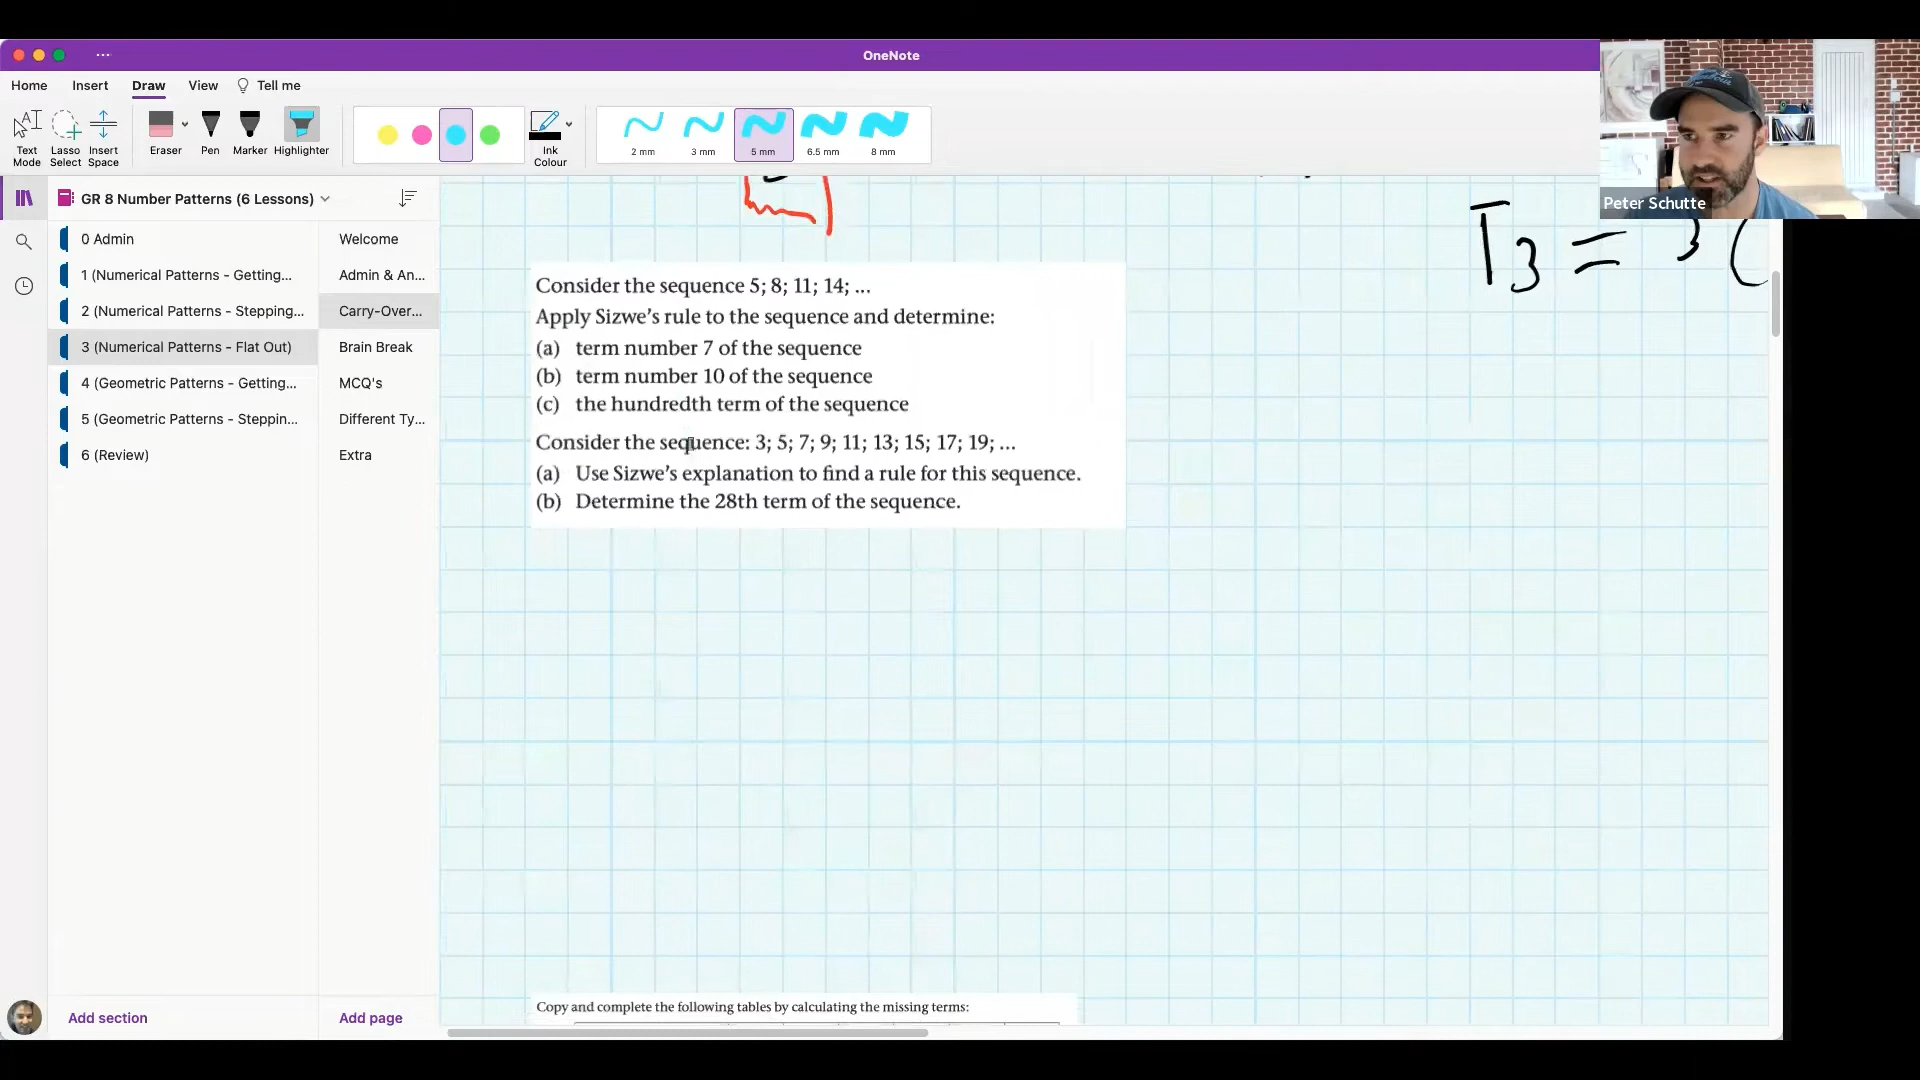 OneNote
Home Insert Draw View Tell me
Text Mode
Lasso Select
Insert Space
Eraser
Pen
Marker
Highlighter
Ink Colour
2 mm
3 mm
5 mm
6.5 mm
8 mm
Peter Schutte
GR 8 Number Patterns (6 Lessons)
0 Admin
1 (Numerical Patterns - Getting...
2 (Numerical Patterns - Stepping...
3 (Numerical Patterns - Flat Out)
4 (Geometric Patterns - Getting...
5 (Geometric Patterns - Steppin...
6 (Review)
Add section
Welcome
Admin & An...
Carry-Over...
Brain Break
MCQ's
Different Ty...
Extra
Add page
T3 = 3 (
Consider the sequence 5; 8; 11; 14; ...
Apply Sizwe's rule to the sequence and determine:
(a) term number 7 of the sequence
(b) term number 10 of the sequence
(c) the hundredth term of the sequence
Consider the sequence: 3; 5; 7; 9; 11; 13; 15; 17; 19; ...
(a) Use Sizwe's explanation to find a rule for this sequence.
(b) Determine the 28th term of the sequence.
Copy and complete the following tables by calculating the missing terms: